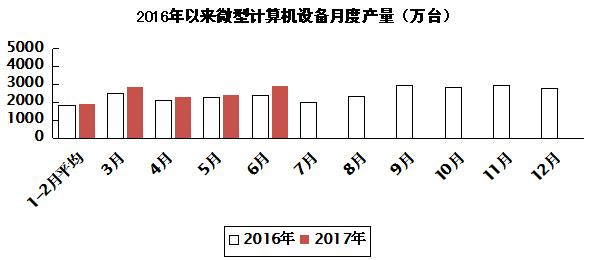 2016年以来微型计算机设备月度产量（万台）
5000
4000
3000
2000
1000
0
1-2月平均
3月
4月
5月
6月
7月
8月
9月
10月
11月
12月
2016年
2017年